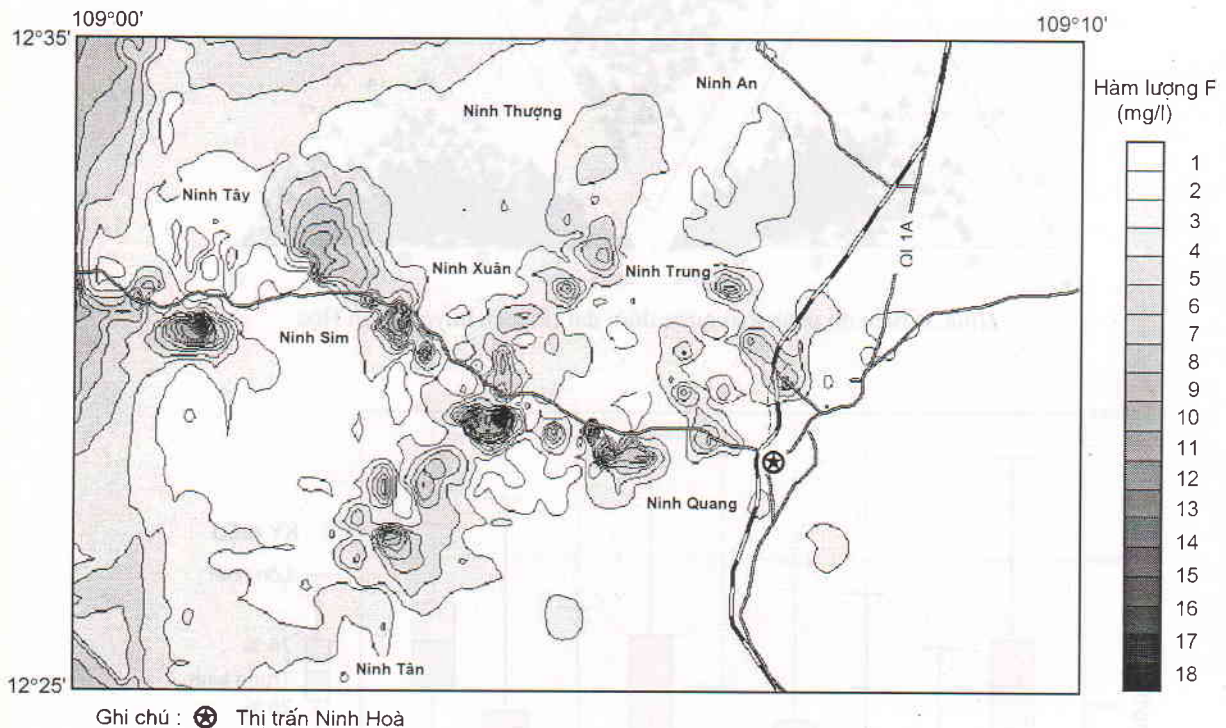 109°00'
109°10'
12°35'
Ninh An
Ninh Thượng
Hàm lượng F
(mg/l)
Ninh Tây
Ninh Xuân
Ninh Trung
Ql 1A
Ninh Sim
Ninh Quang
Ninh Tân
12°25'
1
2
3
4
5
6
7
8
9
10
11
12
13
14
15
16
17
18
Ghi chú : Thị trấn Ninh Hoà